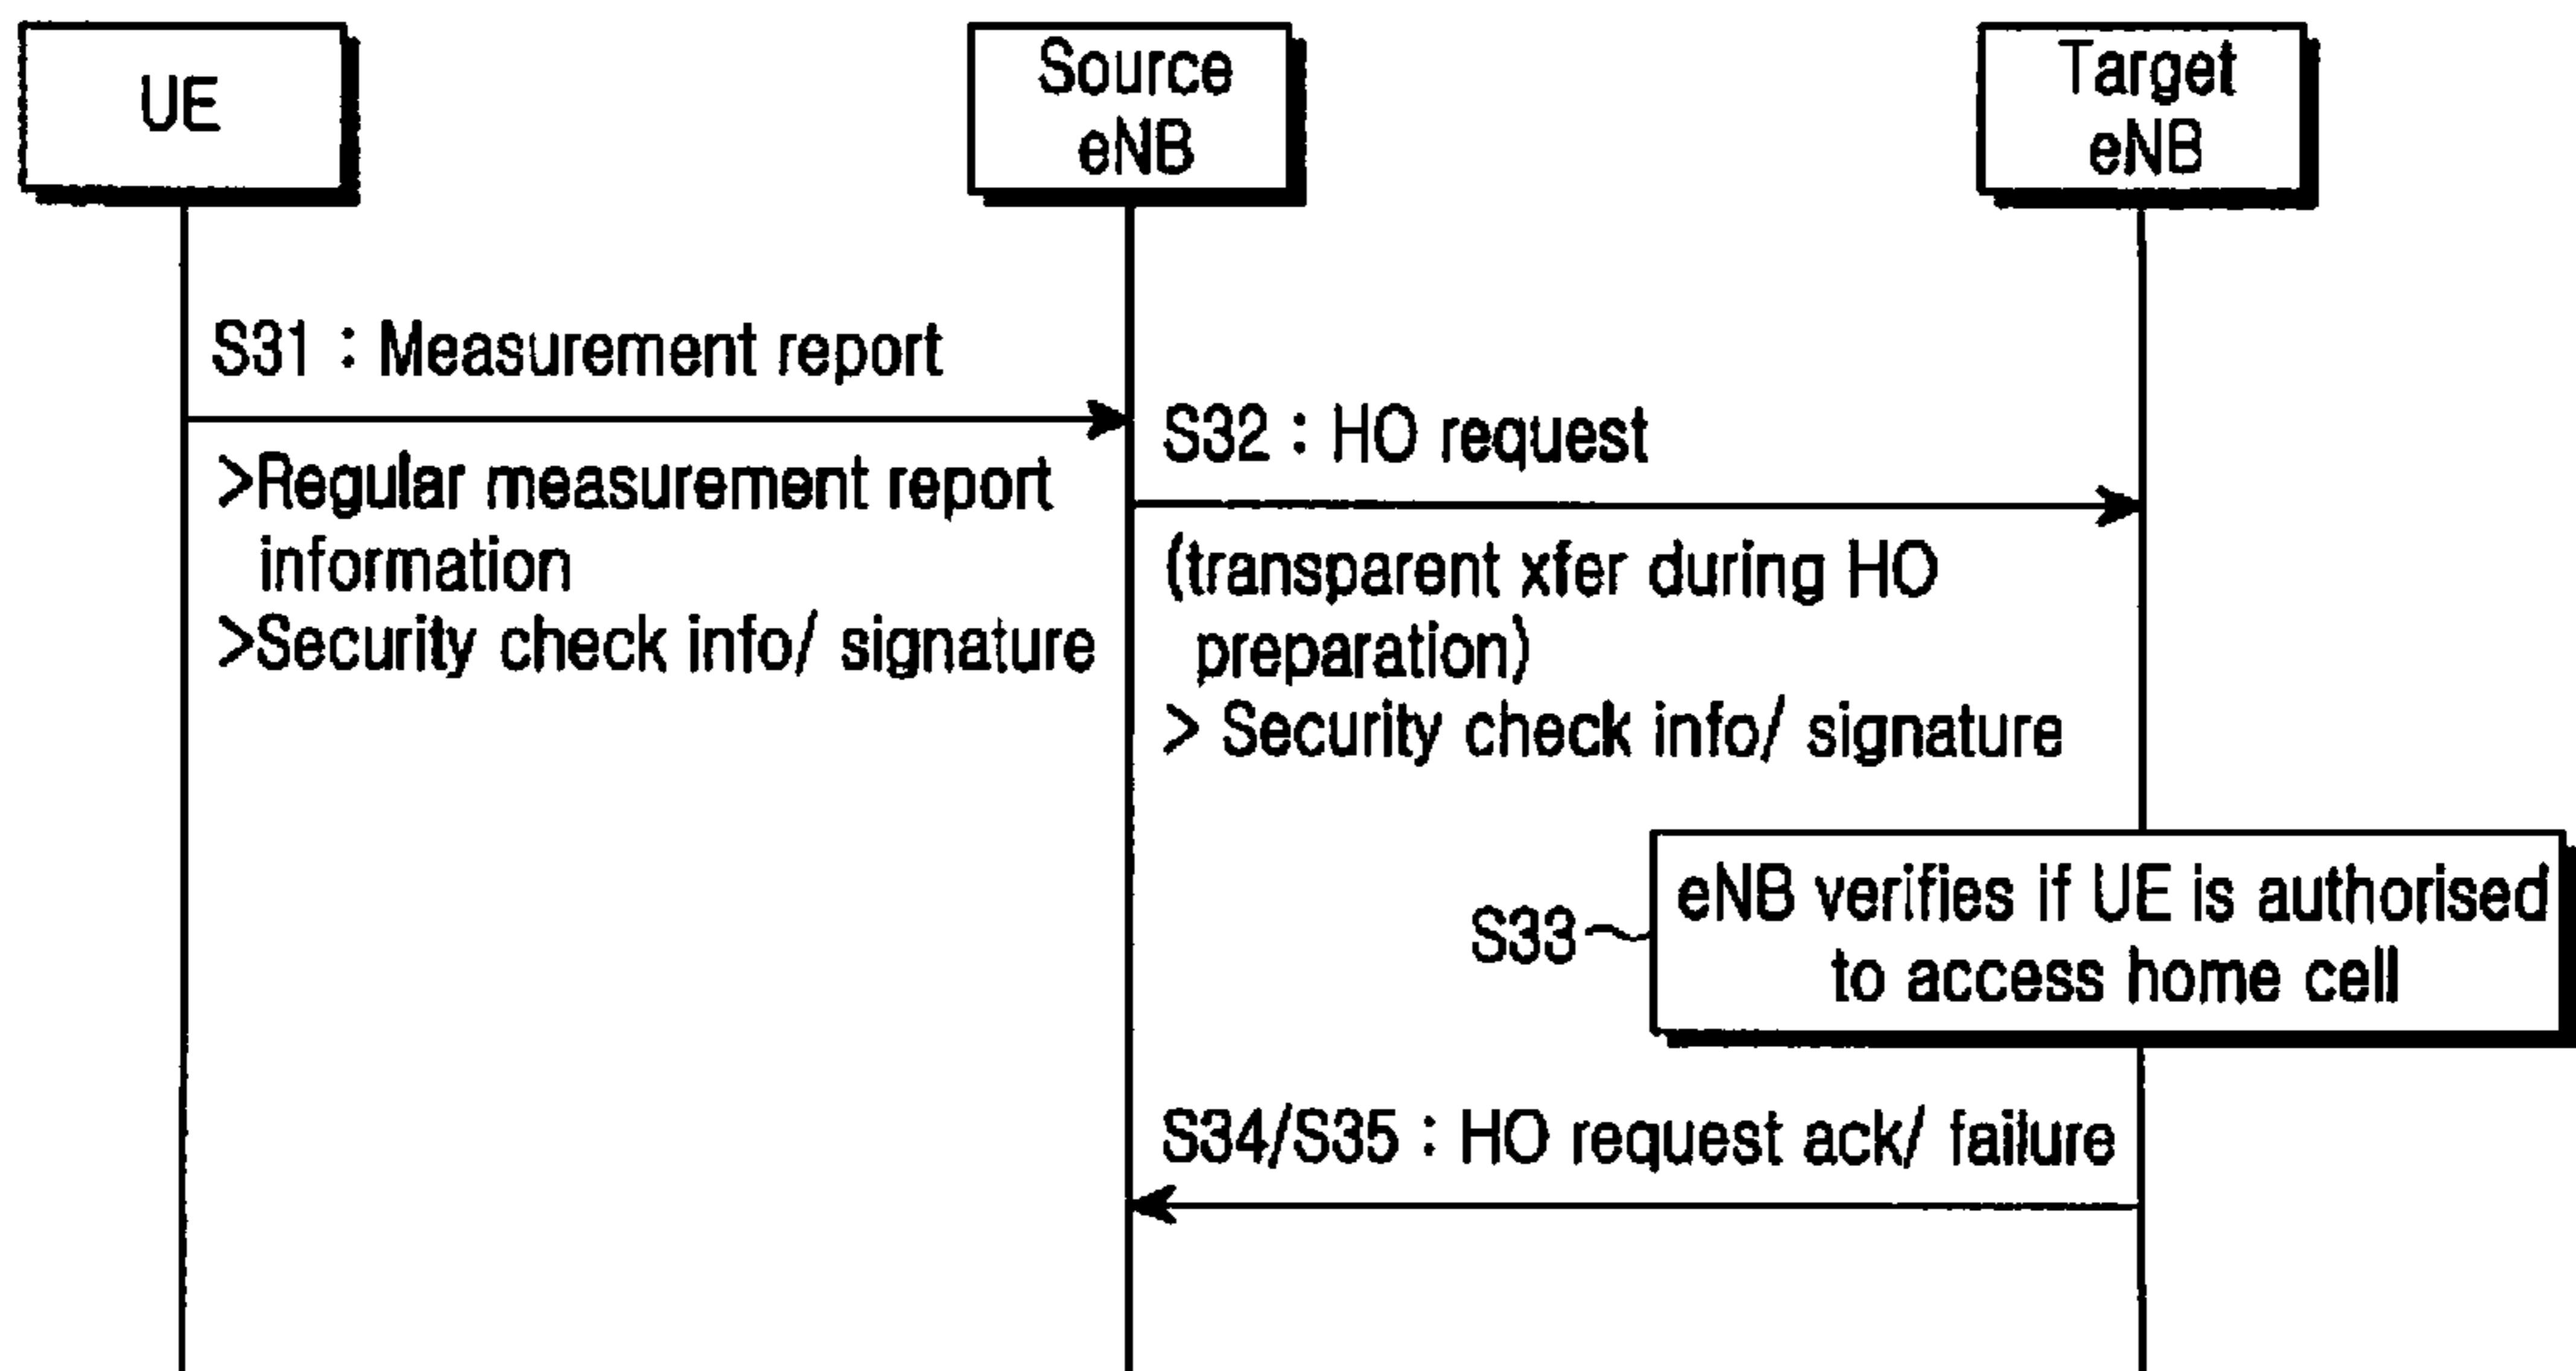 UE
Source
eNB
Target
eNB
S31 : Measurement report
>Regular measurement report
information
>Security check info/ signature
S32 : HO request
(transparent xfer during HO
preparation)
> Security check info/ signature
S33
eNB verifies if UE is authorised
to access home cell
S34/S35 : HO request ack/ failure